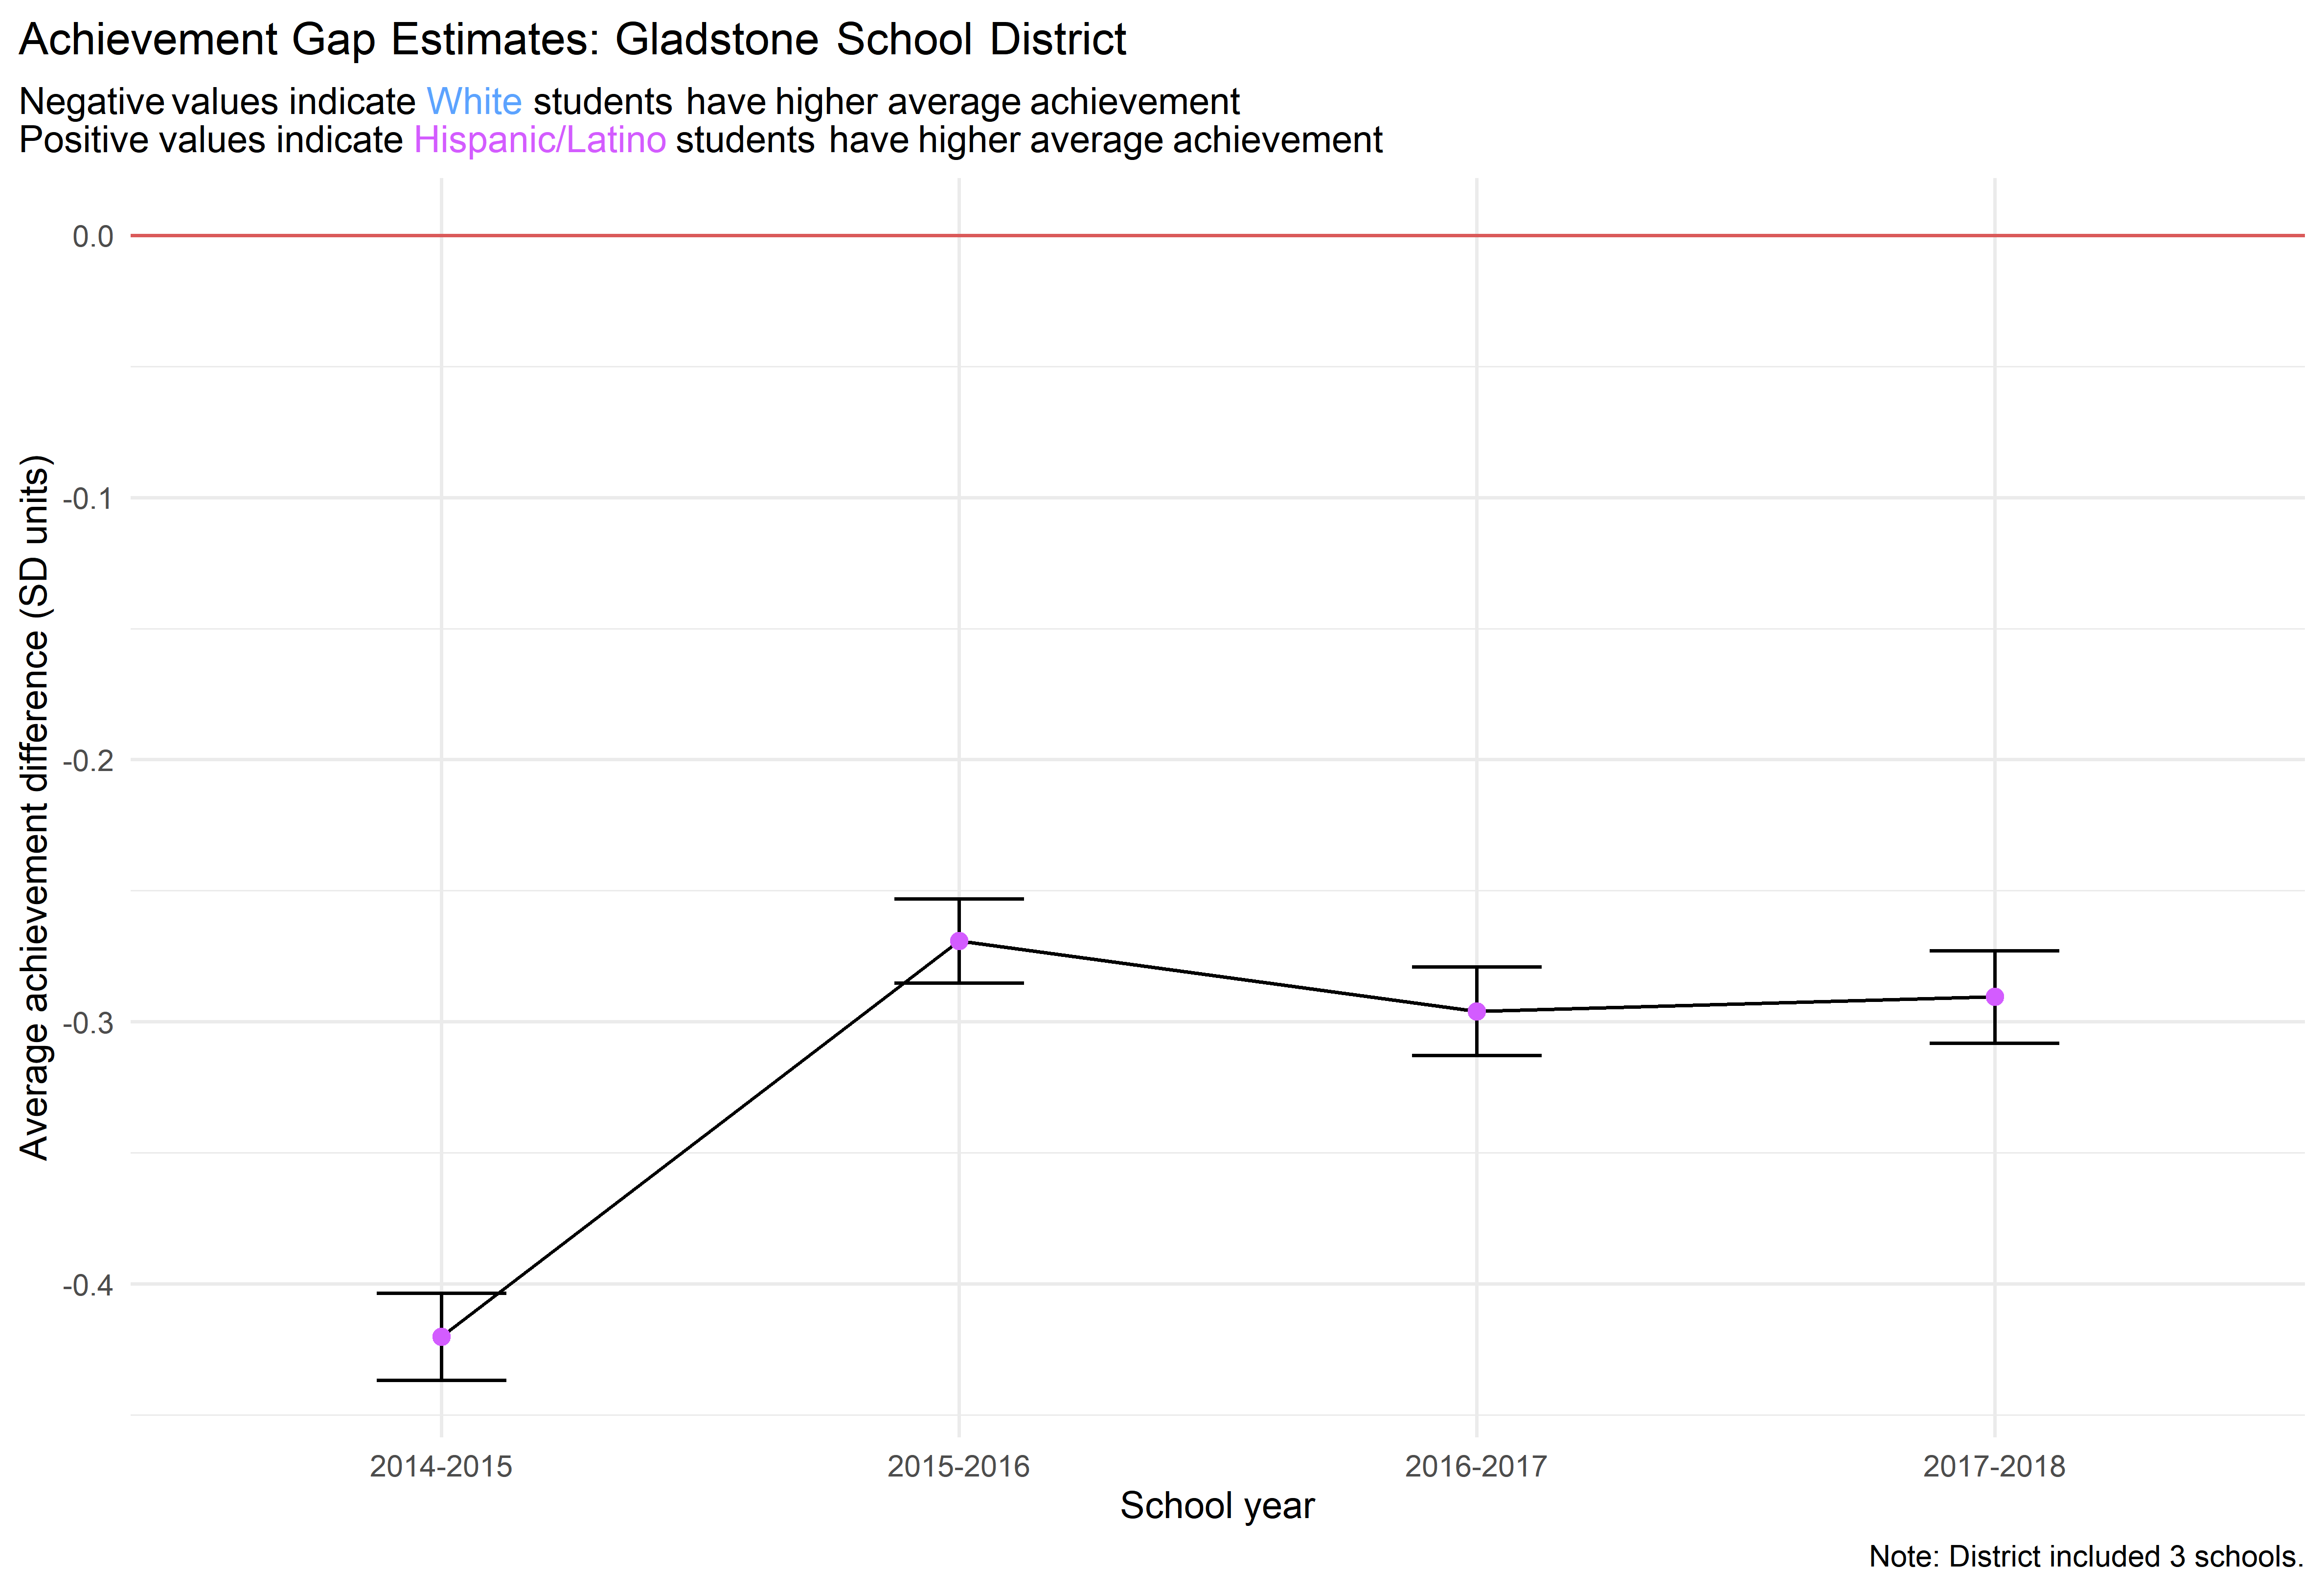 Achievement Gap Estimates: Gladstone School District
Negative values indicate White students have higher average achievement
Positive values indicate Hispanic/Latino students have higher average achievement
Average achievement difference (SD units)
0.0
-0.1
-0.2
-0.3
-0.4
2014-2015
2015-2016
2016-2017
2017-2018
School year
Note: District included 3 schools.